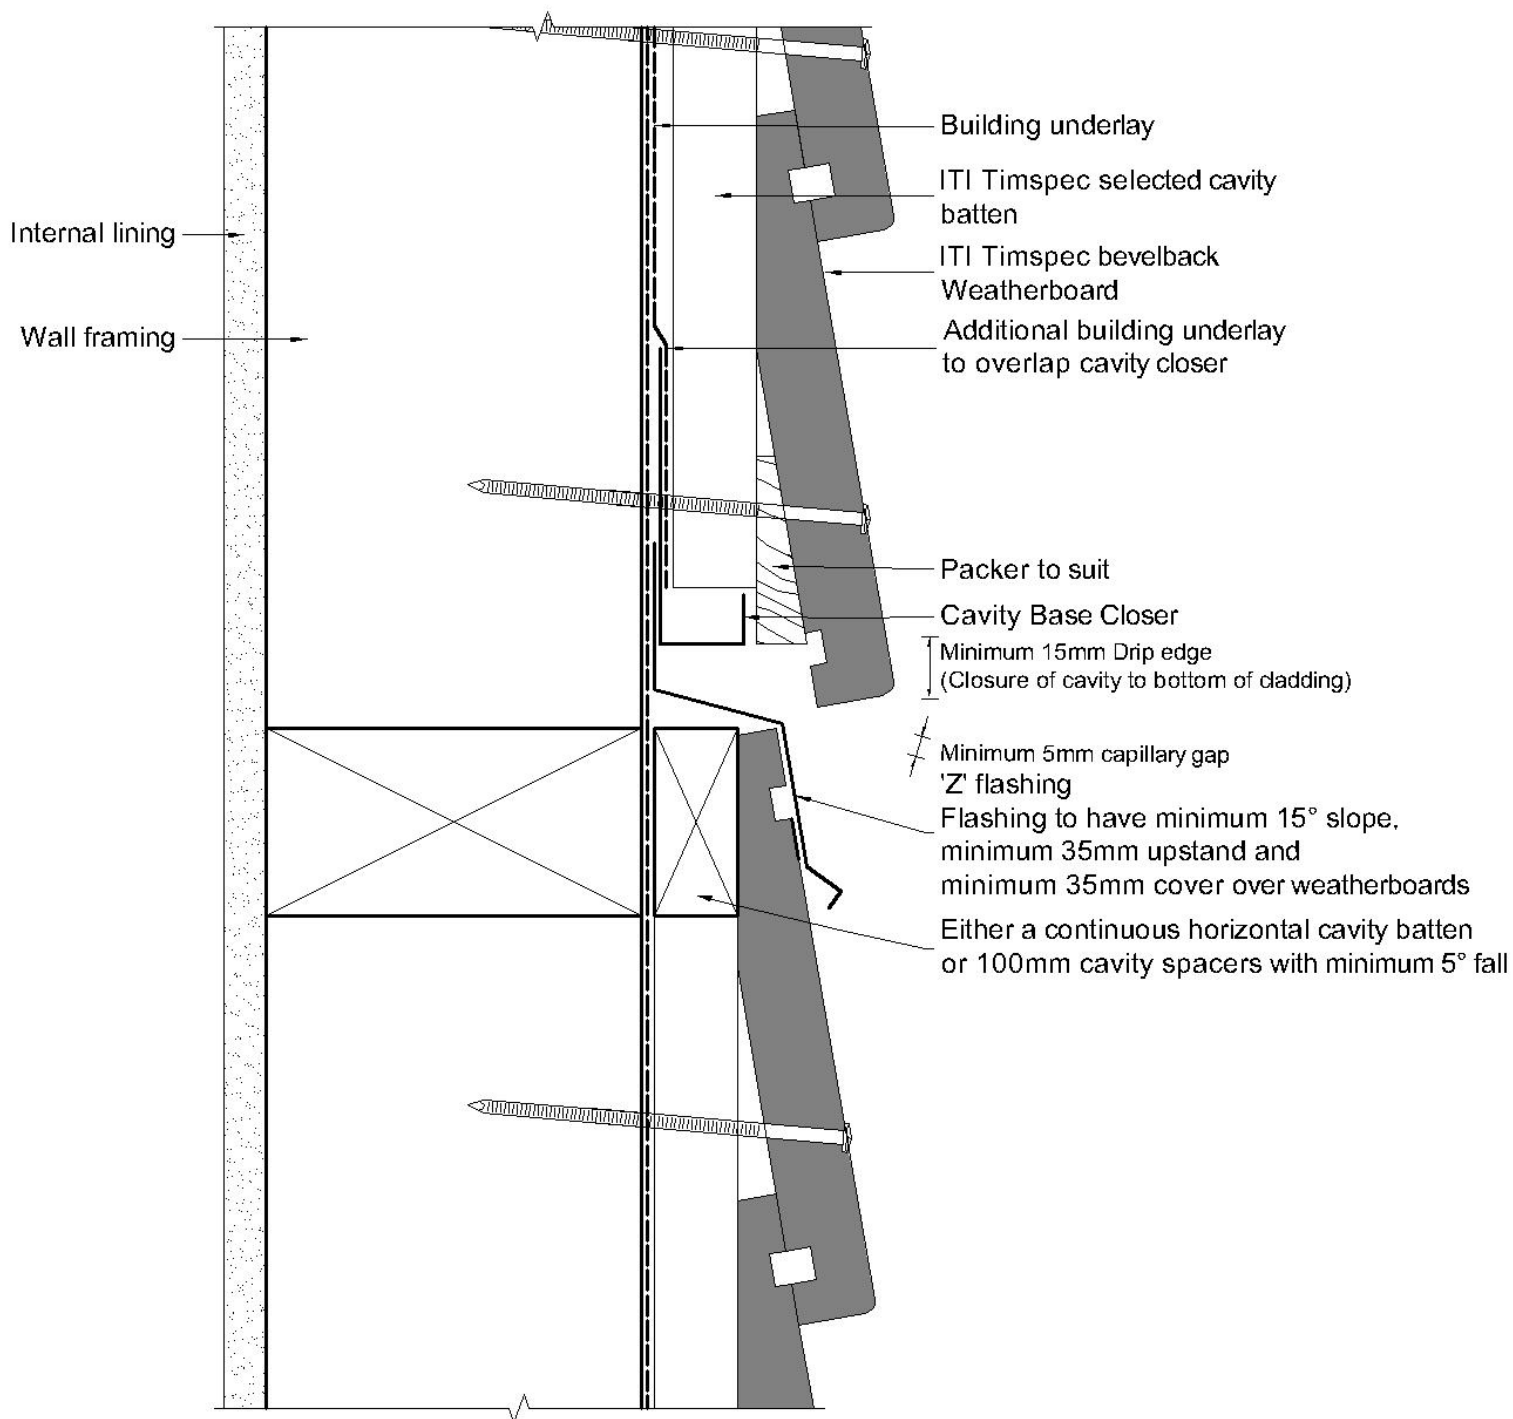 Building underlay
ITI Timspec selected cavity
batten
Internal lining
ITI Timspec bevelback
Weatherboard
Wall framing
Additional building underlay
to overlap cavity closer
Packer to suit
Cavity Base Closer
Minimum 15mm Drip edge
(Closure of cavity to bottom of cladding)
Minimum 5mm capillary gap
'Z' flashing
Flashing to have minimum 15° slope,
minimum 35mm upstand and
minimum 35mm cover over weatherboards
Either a continuous horizontal cavity batten
or 100mm cavity spacers with minimum 5° fall